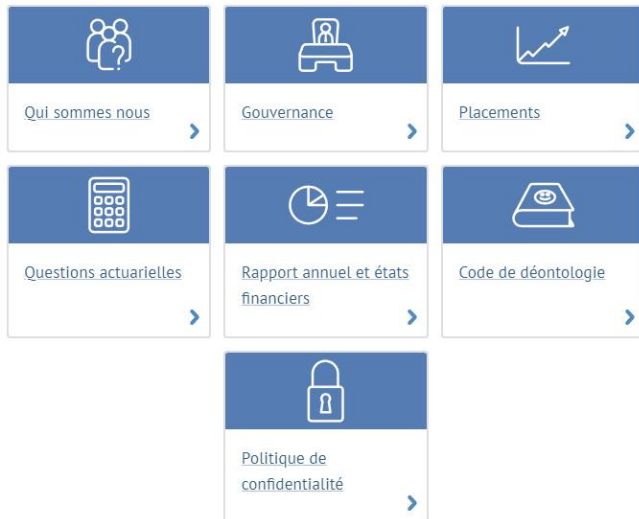 Qui sommes nous
Gouvernance
Placements
Questions actuarielles
Rapport annuel et états
financiers
Code de déontologie
Politique de
confidentialité